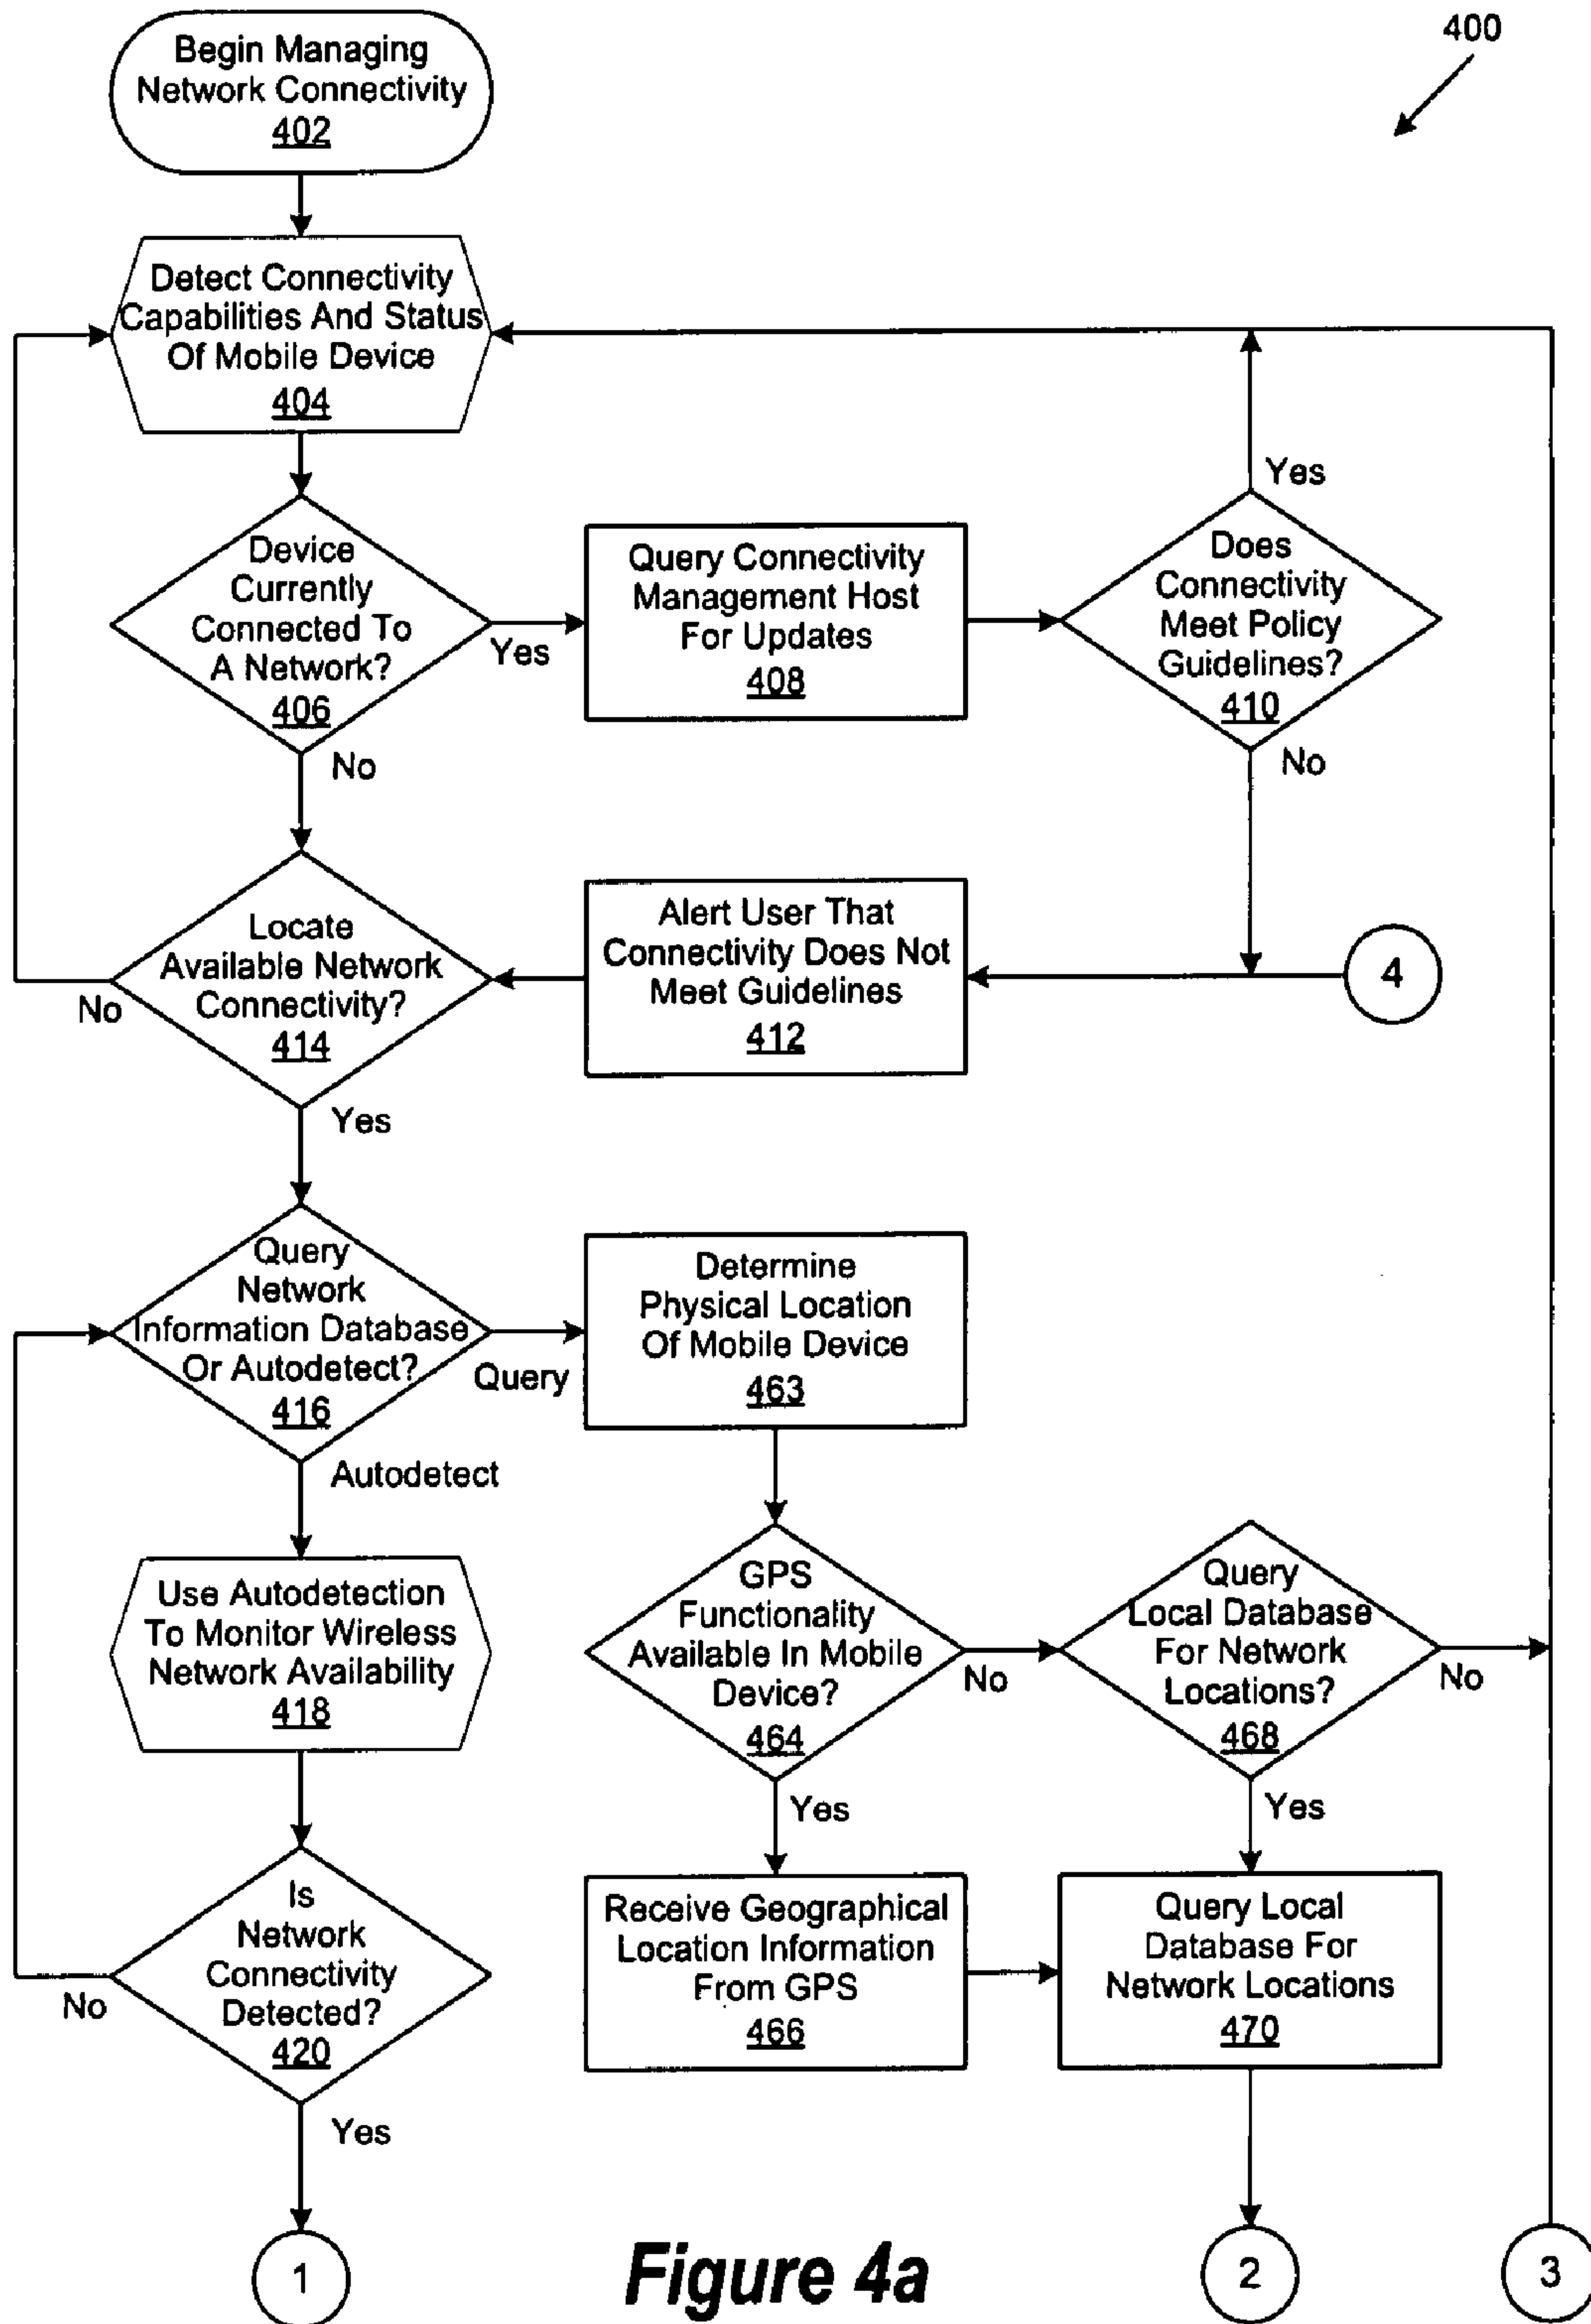 400
Begin Managing
Network Connectivity
402
Detect Connectivity
Capabilities And Status
Of Mobile Device
404
Device
Currently
Connected To
A Network?
406
Yes
No
Query Connectivity
Management Host
For Updates
408
Yes
Does
Connectivity
Meet Policy
Guidelines?
410
No
Locate
Available Network
Connectivity?
414
No
Yes
Alert User That
Connectivity Does Not
Meet Guidelines
412
4
Query
Network
Information Database
Or Autodetect?
416
Query
Autodetect
Determine
Physical Location
Of Mobile Device
463
Use Autodetection
To Monitor Wireless
Network Availability
418
GPS
Functionality
Available In Mobile
Device?
464
No
Yes
Query
Local Database
For Network
Locations?
468
No
Yes
Is
Network
Connectivity
Detected?
420
No
Yes
Receive Geographical
Location Information
From GPS
466
Query Local
Database For
Network Locations
470
1
Figure 4a
2
3